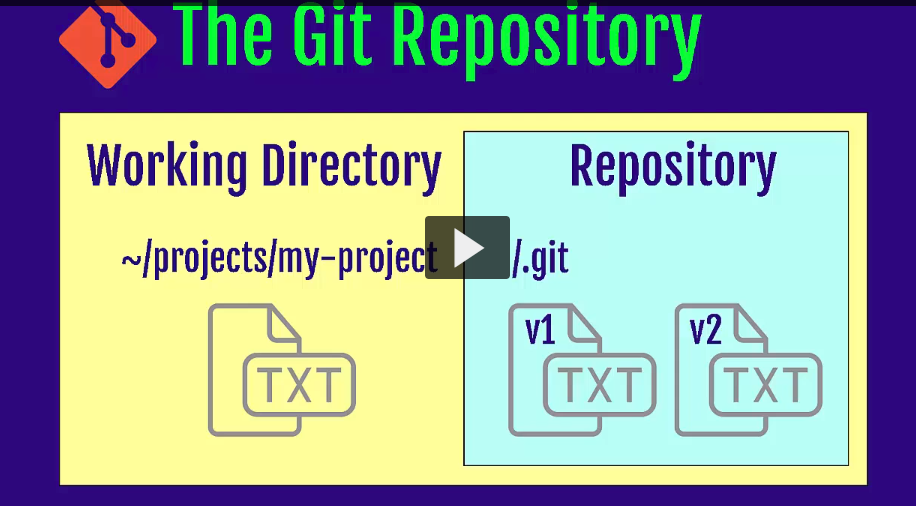 The Git Repository
Working Directory
Repository
~/projects/my-project
/.git
TXT
v1
TXT
v2
TXT